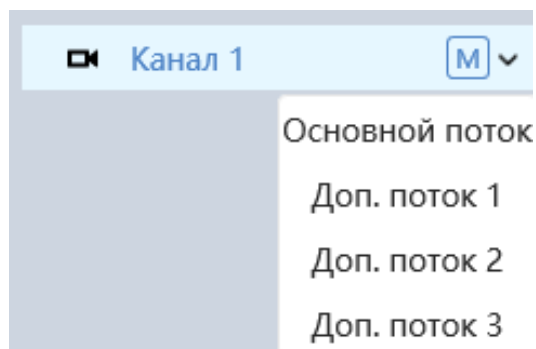 Канал 1 M
Основной поток
Доп. поток 1
Доп. поток 2
Доп. поток 3